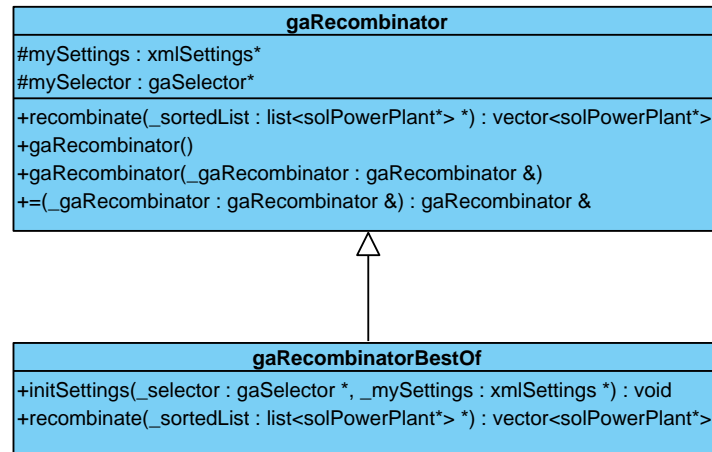 gaRecombinator
#mySettings : xmlSettings*
#mySelector : gaSelector*
+recombinate(_sortedList : list<solPowerPlant*> *) : vector<solPowerPlant*>
+gaRecombinator()
+gaRecombinator(_gaRecombinator : gaRecombinator &)
+=(_gaRecombinator : gaRecombinator &) : gaRecombinator &
gaRecombinatorBestOf
+initSettings(_selector : gaSelector *, _mySettings : xmlSettings *) : void
+recombinate(_sortedList : list<solPowerPlant*> *) : vector<solPowerPlant*>